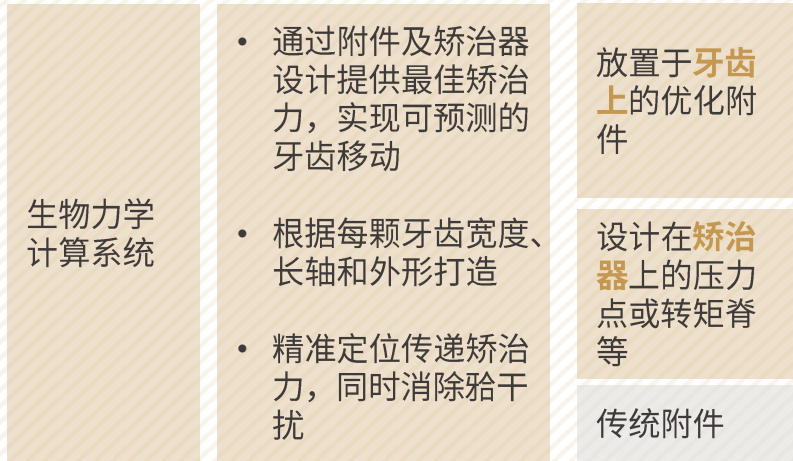 生物力学
计算系统
• 通过附件及矫治器
设计提供最佳矫治
力，实现可预测的
牙齿移动
• 根据每颗牙齿宽度、
长轴和外形打造
• 精准定位传递矫治
力，同时消除𬌗干
扰
放置于牙齿
上的优化附
件
设计在矫治
器上的压力
点或转矩脊
等
传统附件